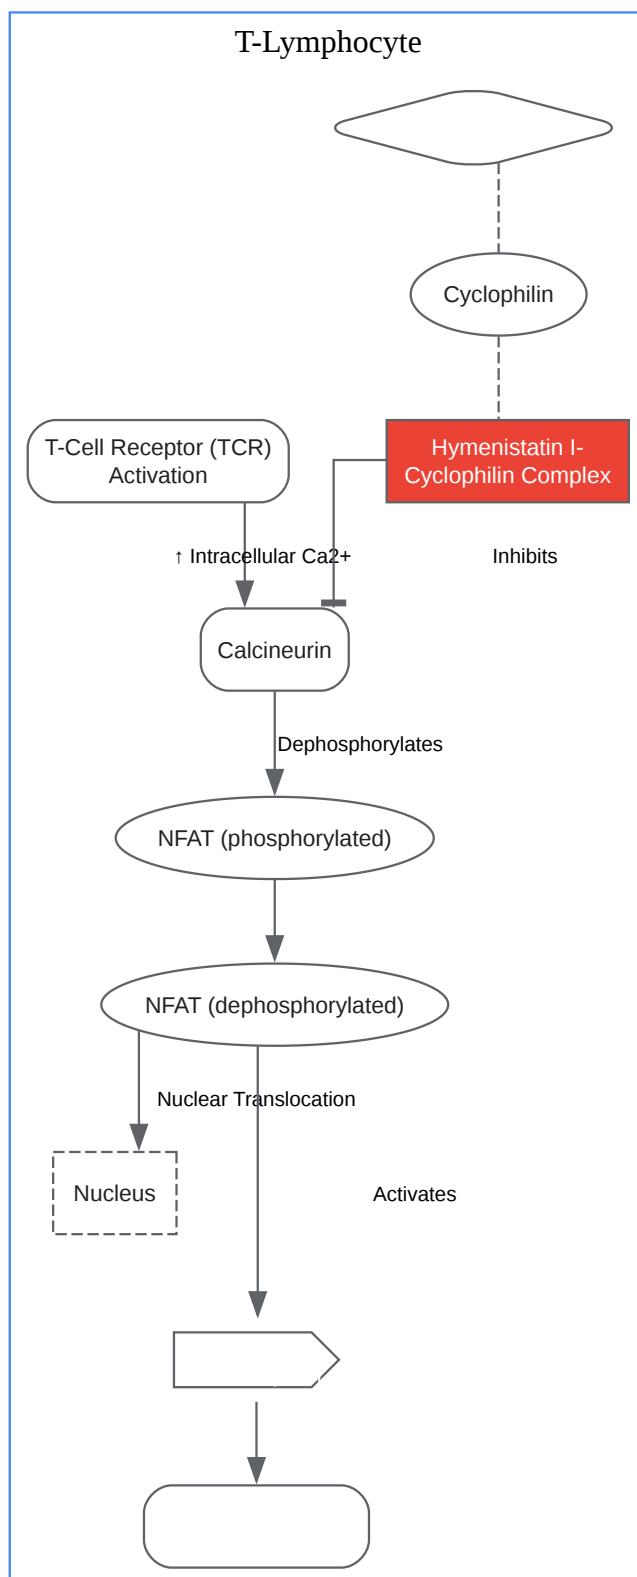 T-Lymphocyte
Cyclophilin
T-Cell Receptor (TCR)
Activation
Hymenistatin I-
Cyclophilin Complex
↑ Intracellular Ca2+
Inhibits
Calcineurin
Dephosphorylates
NFAT (phosphorylated)
NFAT (dephosphorylated)
Nuclear Translocation
Nucleus
Activates